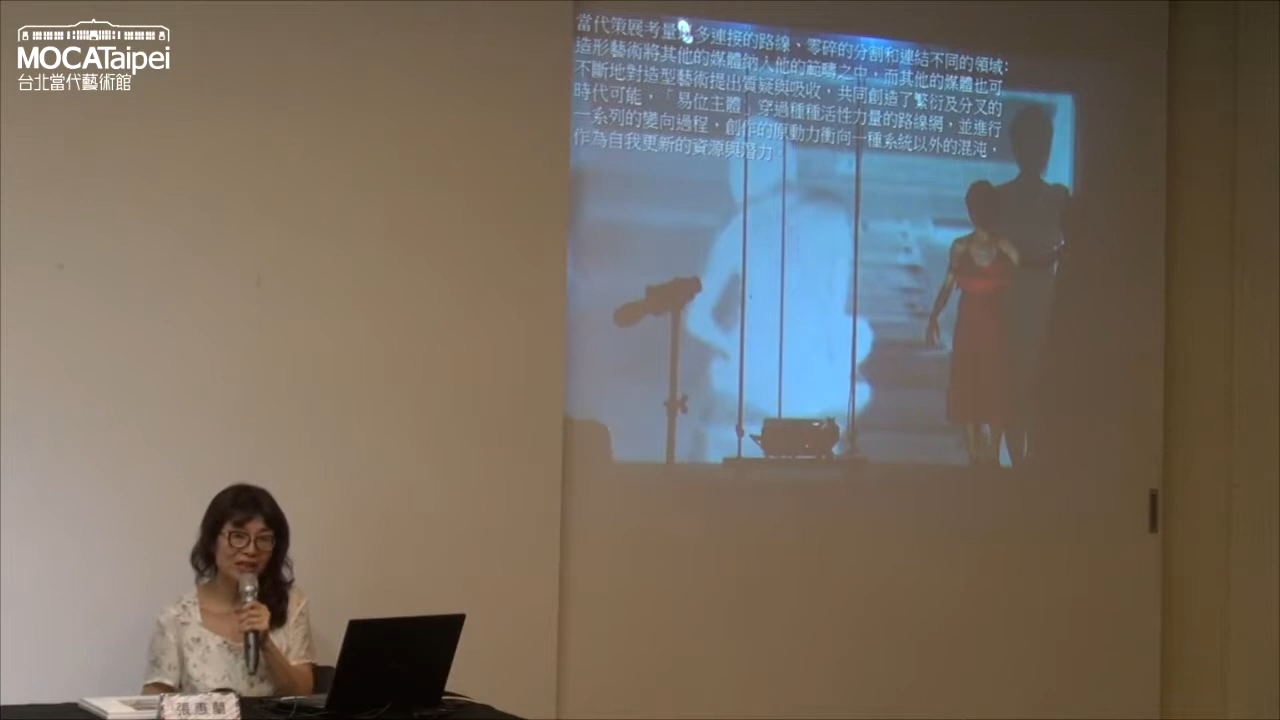 MOCATaipei
台北當代藝術館
當代策展考量更多連接的路線、零碎的分割和連結不同的領域:
造形藝術將其他的媒體納入他的範疇之中，而其他的媒體也可
不斷地對造型藝術提出質疑與吸收，共同創造了繁衍及分叉的
時代可能，「易位主體」穿過種種活性力量的路線網，並進行
一系列的變向過程，創作的原動力衝向一種系統以外的混沌，
作為自我更新的資源與潛力。
張惠蘭